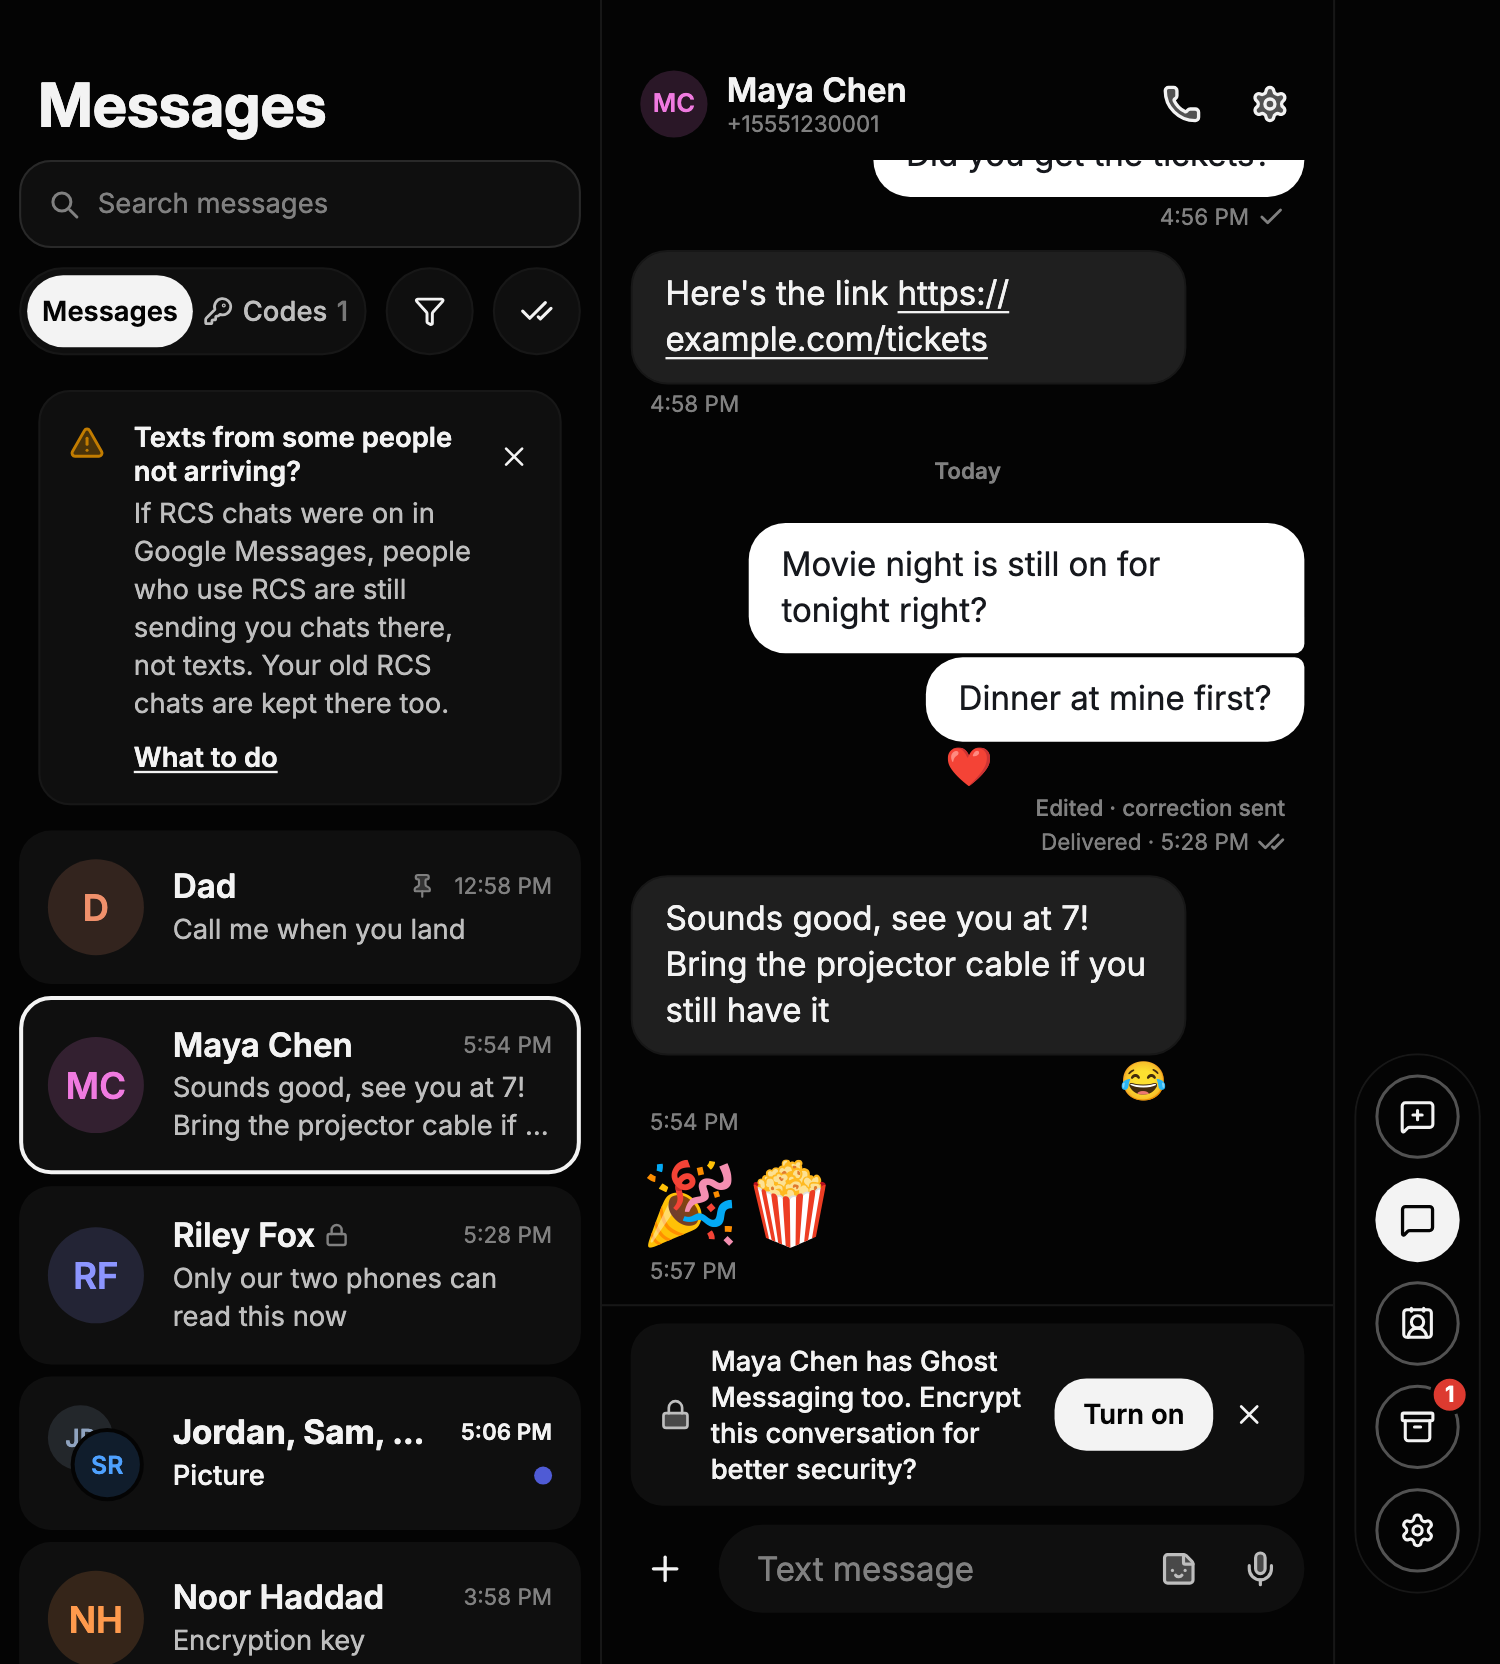 Messages
Search messages
Messages
Codes 1
Texts from some people
not arriving?
If RCS chats were on in
Google Messages, people
who use RCS are still
sending you chats there,
not texts. Your old RCS
chats are kept there too.
What to do
D
Dad
12:58 PM
Call me when you land
MC
Maya Chen
5:54 PM
Sounds good, see you at 7!
Bring the projector cable if ...
RF
Riley Fox
5:28 PM
Only our two phones can
read this now
SR
Jordan, Sam, ...
5:06 PM
Picture
NH
Noor Haddad
3:58 PM
Encryption key
MC
Maya Chen
+15551230001
Did you get the tickets?
4:56 PM
Here's the link https://
example.com/tickets
4:58 PM
Today
Movie night is still on for
tonight right?
Dinner at mine first?
Edited · correction sent
Delivered · 5:28 PM
Sounds good, see you at 7!
Bring the projector cable if you
still have it
5:54 PM
5:57 PM
Maya Chen has Ghost
Messaging too. Encrypt
this conversation for
better security?
Turn on
Text message
1